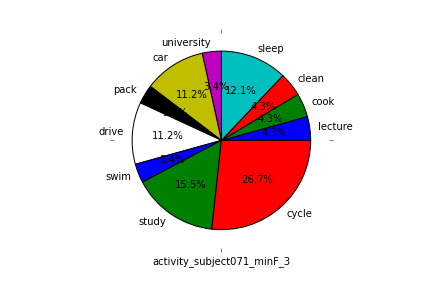 university
sleep
car
3.4%
12.1%
clean
11.2%
pack
4.3%
cook
4.3%
drive
11.2%
4.3%
lecture
3.4%
swim
15.5%
26.7%
study
cycle
activity_subject071_minF_3